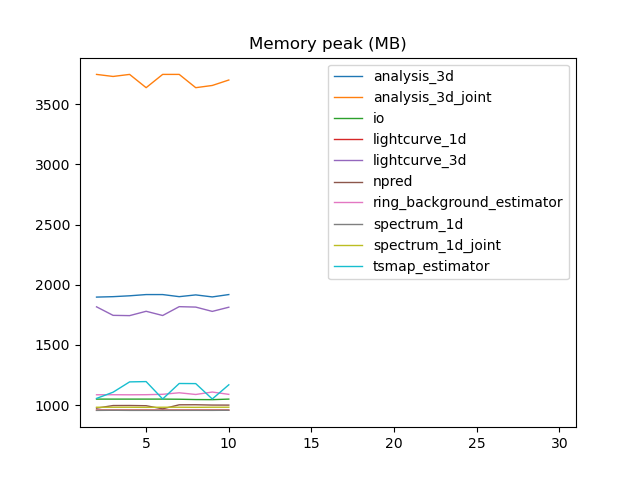 Memory peak (MB)
3500
3000
2500
2000
1500
1000
5
10
15
20
25
30
analysis_3d
analysis_3d_joint
io
lightcurve_1d
lightcurve_3d
npred
ring_background_estimator
spectrum_1d
spectrum_1d_joint
tsmap_estimator